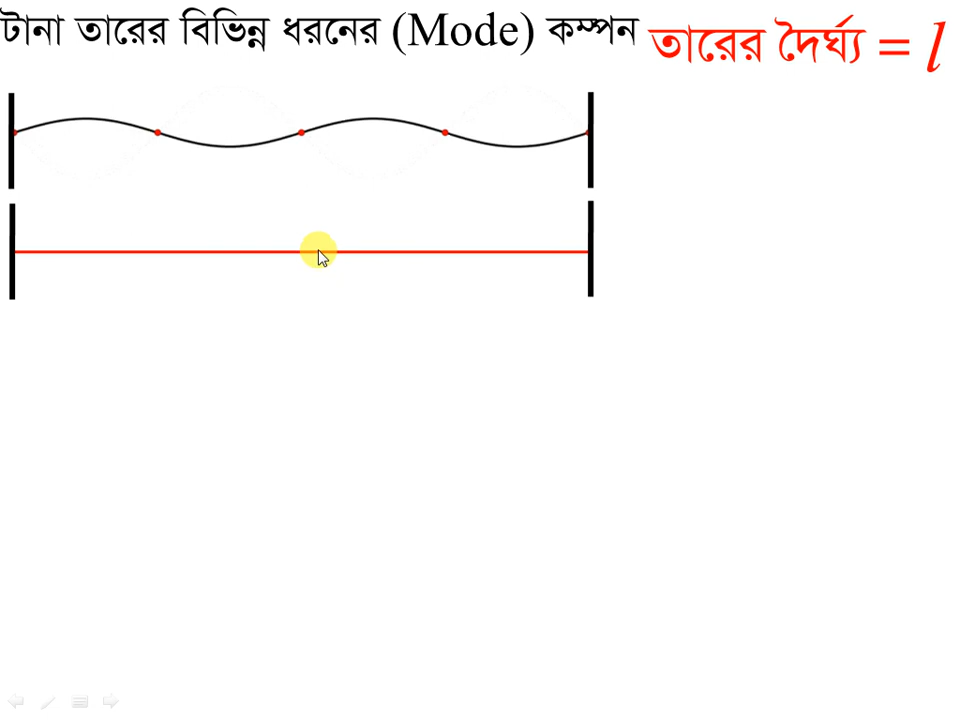 টানা তারের বিভিন্ন ধরনের (Mode) কম্পন তারের দৈর্ঘ্য = l